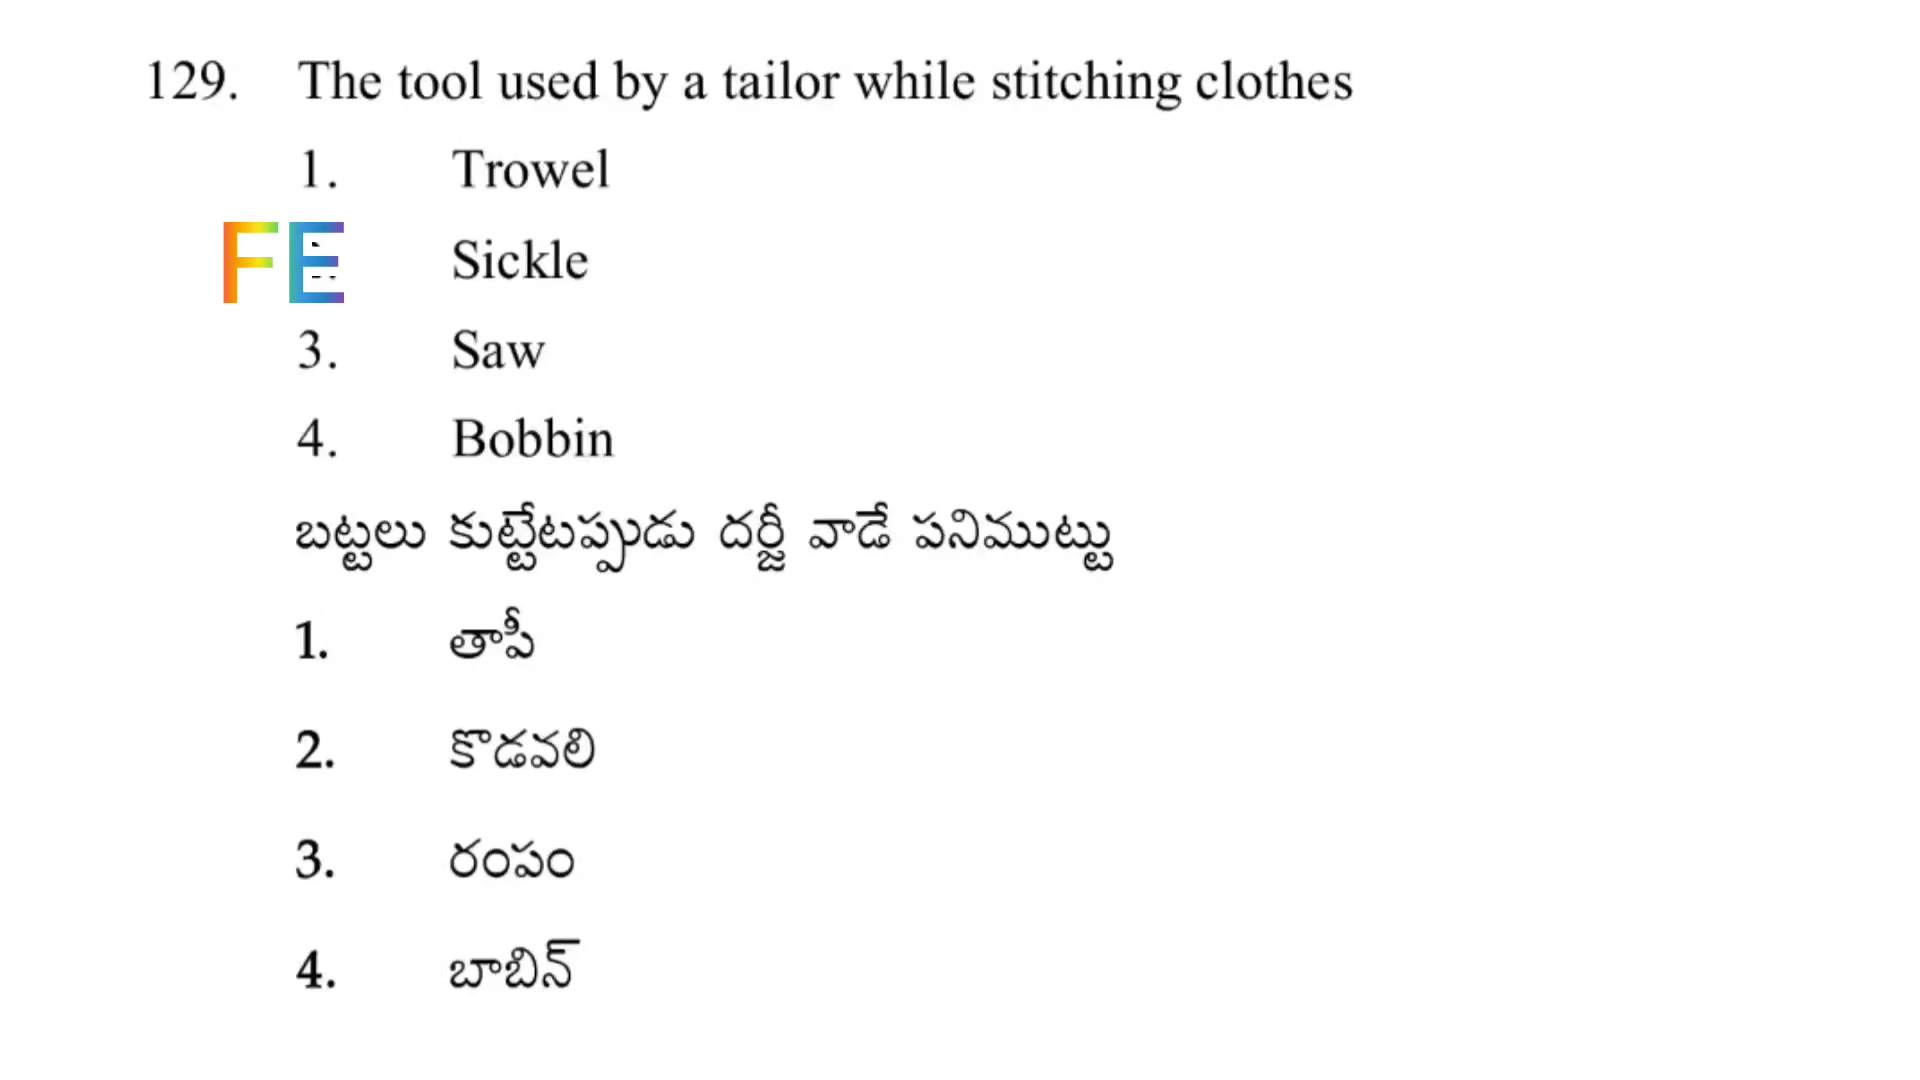 129. The tool used by a tailor while stitching clothes
1. Trowel
FE Sickle
3. Saw
4. Bobbin
బట్టలు కుట్టేటప్పుడు దర్జీ వాడే పనిముట్టు
1. తాపీ
2. కొడవలి
3. రంపం
4. బాబిన్